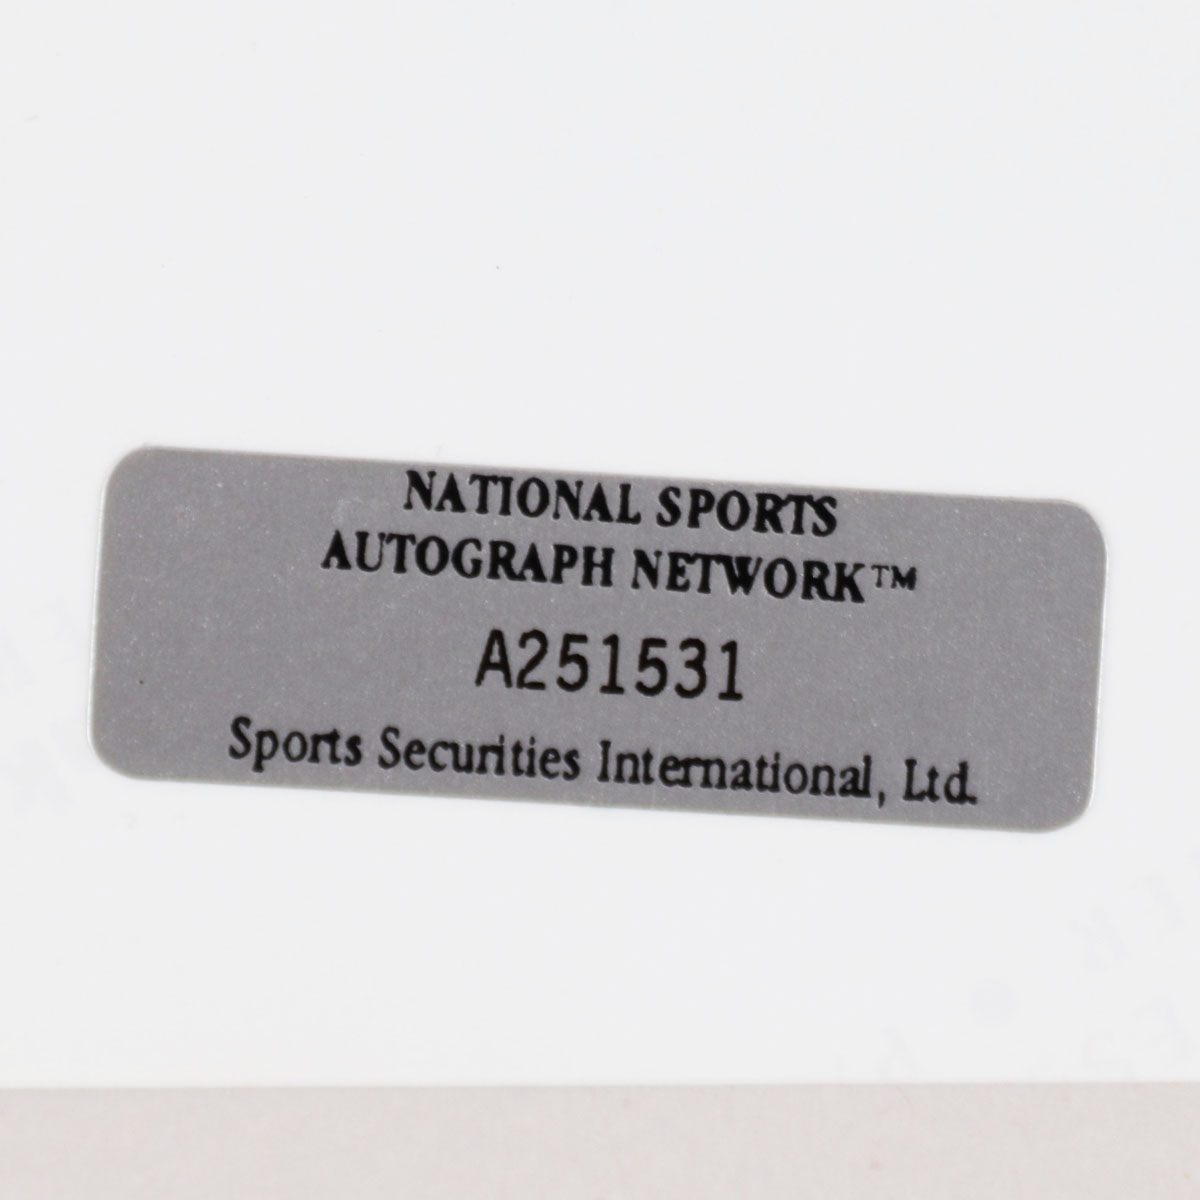 NATIONAL SPORTS
AUTOGRAPH NETWORK™
A251531
Sports Securities International, Ltd.